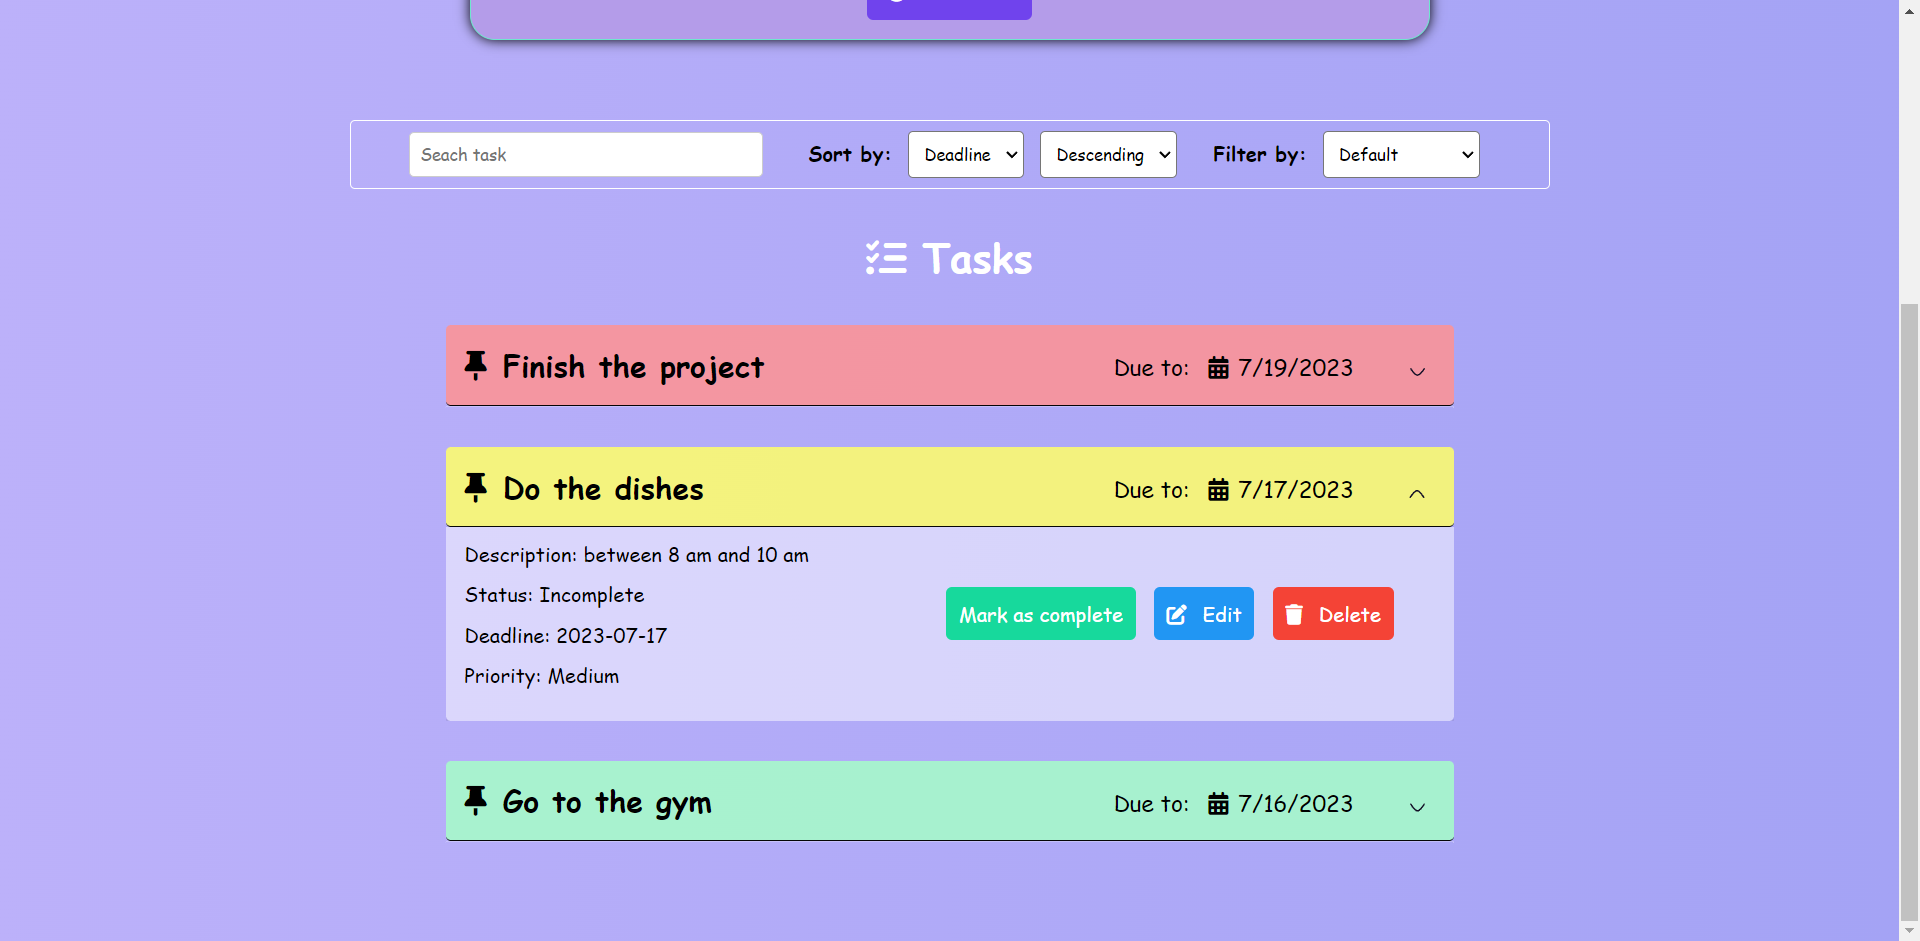 Seach task Sort by: Deadline Descending Filter by: Default
Tasks
Finish the project Due to: 7/19/2023
Do the dishes Due to: 7/17/2023
Description: between 8 am and 10 am
Status: Incomplete
Mark as complete Edit Delete
Deadline: 2023-07-17
Priority: Medium
Go to the gym Due to: 7/16/2023